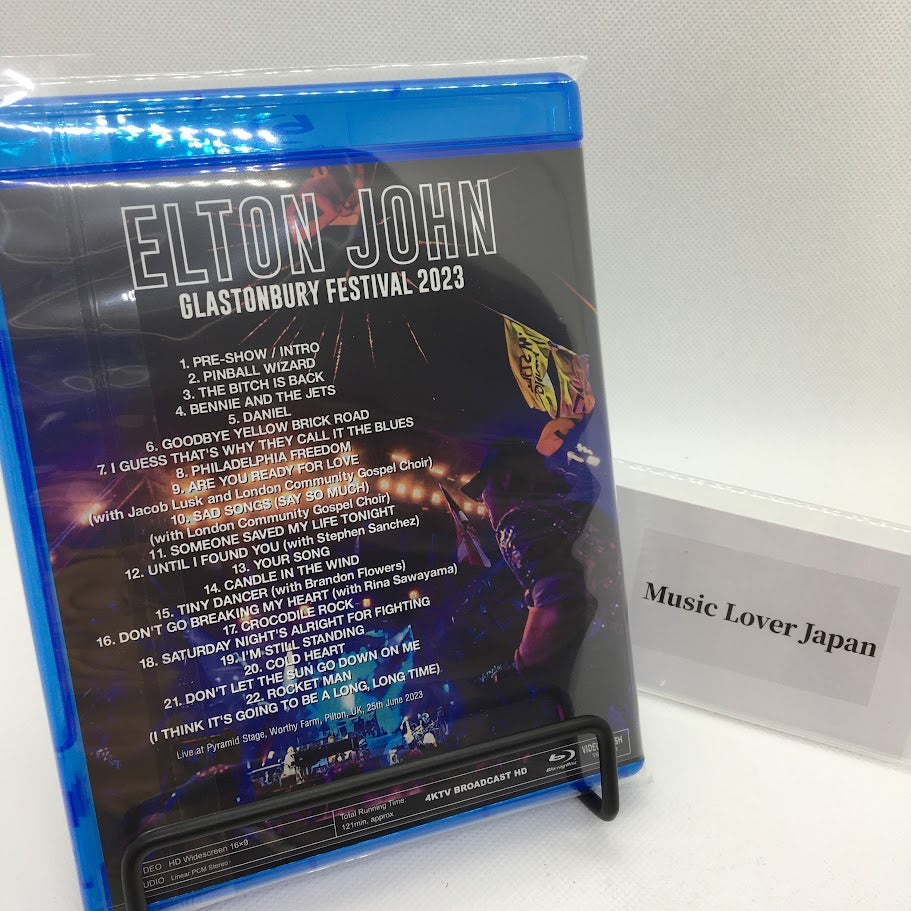 ELTON JOHN
GLASTONBURY FESTIVAL 2023
1. PRE-SHOW / INTRO
2. PINBALL WIZARD
3. THE BITCH IS BACK
4. BENNIE AND THE JETS
5. DANIEL
6. GOODBYE YELLOW BRICK ROAD
7. I GUESS THAT'S WHY THEY CALL IT THE BLUES
8. PHILADELPHIA FREEDOM
9. ARE YOU READY FOR LOVE
(with Jacob Lusk and London Community Gospel Choir)
10. SAD SONGS (SAY SO MUCH)
(with London Community Gospel Choir)
11. SOMEONE SAVED MY LIFE TONIGHT
12. UNTIL I FOUND YOU (with Stephen Sanchez)
13. YOUR SONG
14. CANDLE IN THE WIND
15. TINY DANCER (with Brandon Flowers)
16. DON'T GO BREAKING MY HEART (with Rina Sawayama)
17. CROCODILE ROCK
18. SATURDAY NIGHT'S ALRIGHT FOR FIGHTING
19. I'M STILL STANDING
20. COLD HEART
21. DON'T LET THE SUN GO DOWN ON ME
22. ROCKET MAN
(I THINK IT'S GOING TO BE A LONG, LONG TIME)
Live at Pyramid Stage, Worthy Farm, Pilton, UK, 25th June 2023
DEO HD Widescreen 16×9
UDIO Linear PCM Stereo
Total Running Time:
121min. approx
4KTV BROADCAST HD
Blu-ray Disc
Music Lover Japan